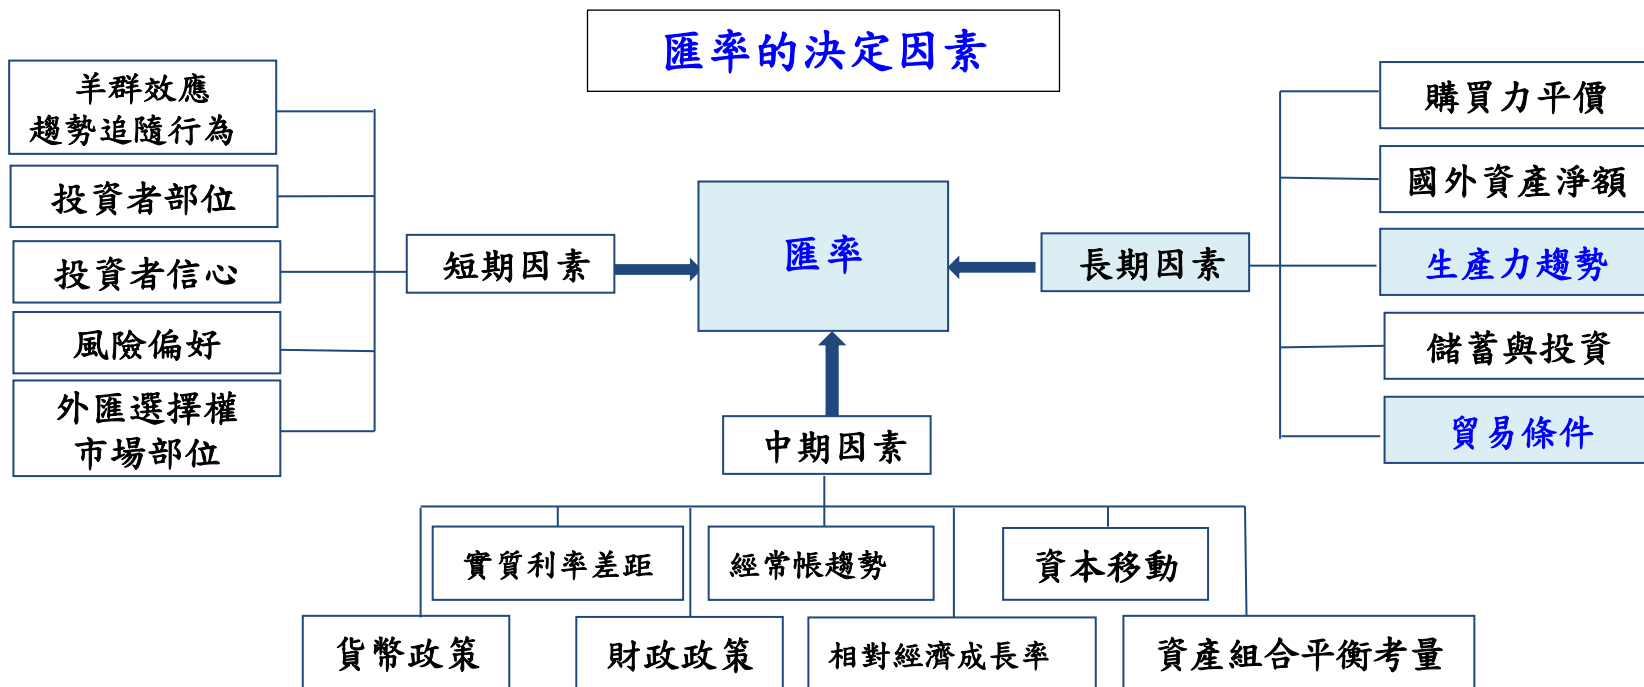 匯率的決定因素
羊群效應
趨勢追隨行為
投資者部位
投資者信心
風險偏好
外匯選擇權
市場部位
短期因素
匯率
長期因素
購買力平價
國外資產淨額
生產力趨勢
儲蓄與投資
貿易條件
中期因素
實質利率差距
經常帳趨勢
資本移動
貨幣政策
財政政策
相對經濟成長率
資產組合平衡考量